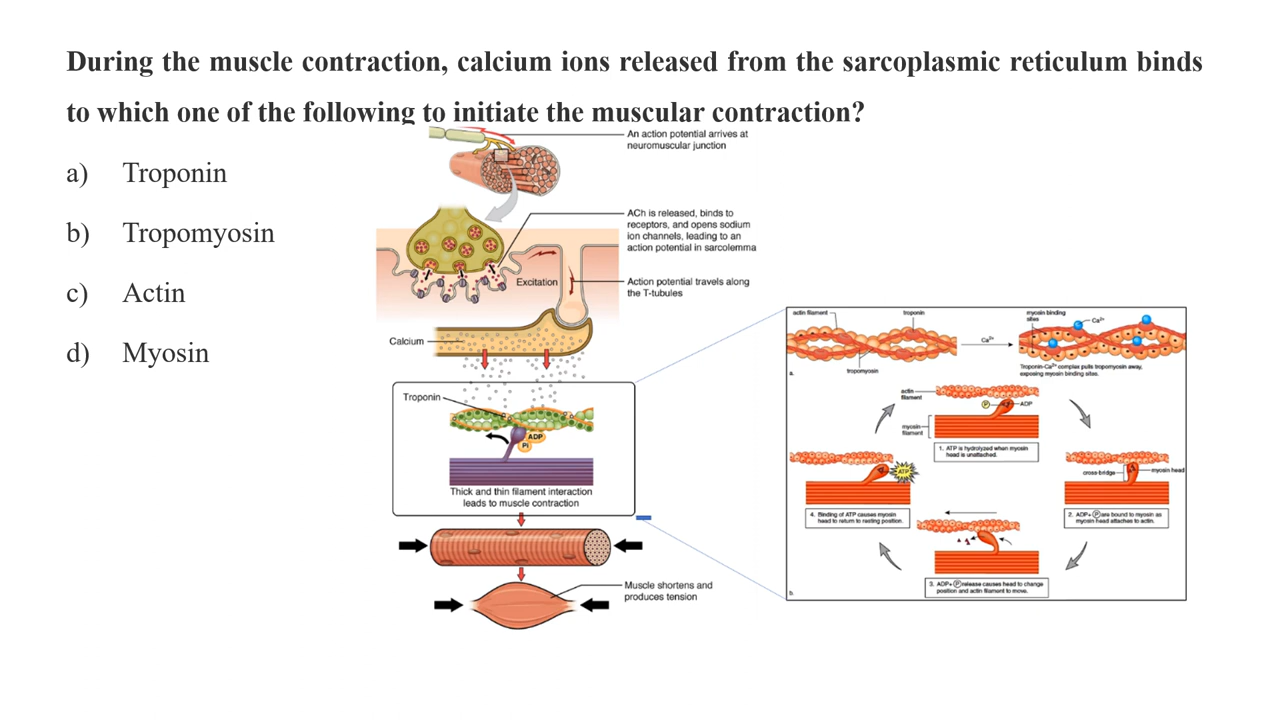 During the muscle contraction, calcium ions released from the sarcoplasmic reticulum binds
to which one of the following to initiate the muscular contraction?
a) Troponin
b) Tropomyosin
c) Actin
d) Myosin
An action potential arrives at
neuromuscular junction
ACh is released, binds to
receptors, and opens sodium
ion channels, leading to an
action potential in sarcolemma
Excitation
Action potential travels along
the T-tubules
Calcium
Troponin
ADP
Pi
Thick and thin filament interaction
leads to muscle contraction
Muscle shortens and
produces tension
actin filament
troponin
tropomyosin
Ca²⁺
myosin binding
sites
Ca²⁺
Troponin-Ca²⁺ complex pulls tropomyosin away,
exposing myosin binding sites.
a.
actin
filament
P
ADP
myosin
filament
1. ATP is hydrolyzed when myosin
head is unattached.
cross-bridge
myosin head
2. ADP+ P are bound to myosin as
myosin head attaches to actin.
3. ADP+ P release causes head to change
position and actin filament to move.
ATP
4. Binding of ATP causes myosin
head to return to resting position.
b.